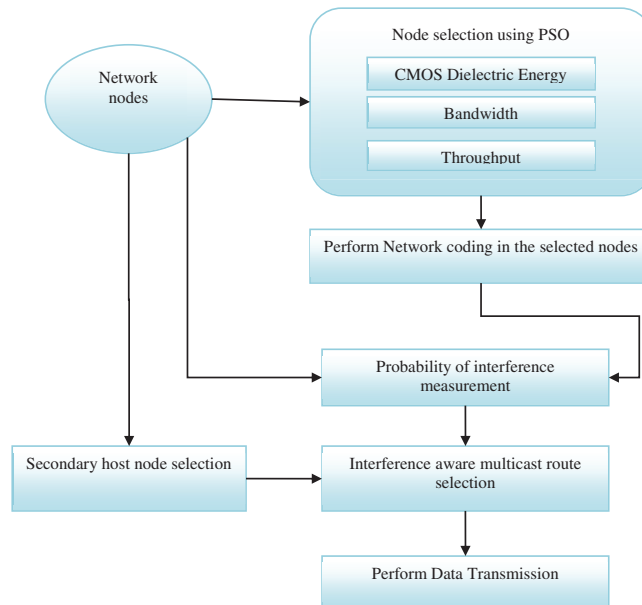 Network
nodes
Node selection using PSO
CMOS Dielectric Energy
Bandwidth
Throughput
Perform Network coding in the selected nodes
Probability of interference
measurement
Secondary host node selection
Interference aware multicast route
selection
Perform Data Transmission